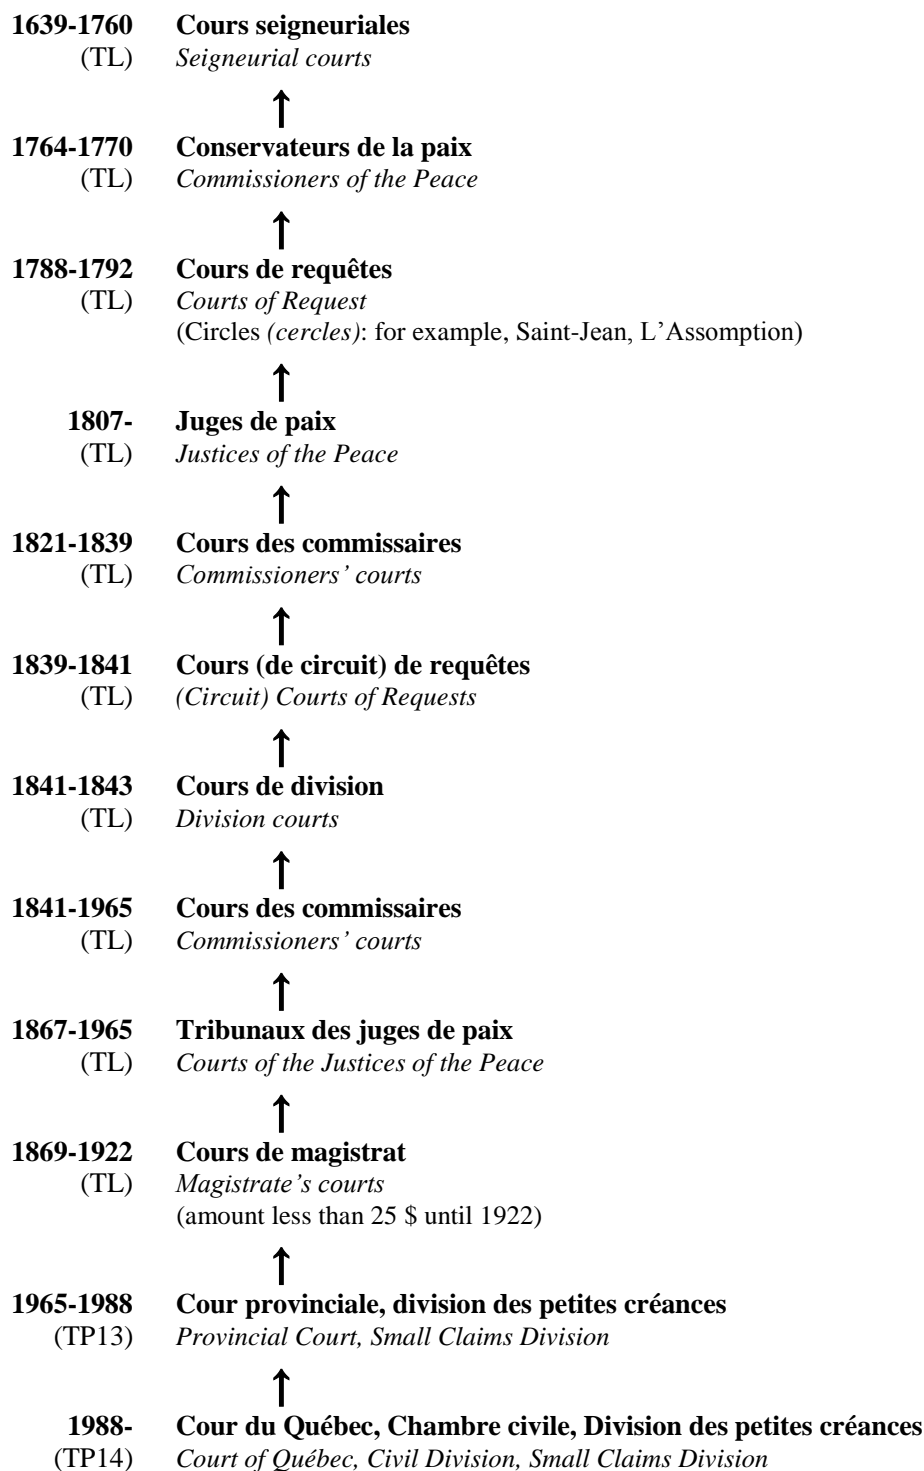 1639-1760 Cours seigneuriales
(TL) Seigneurial courts
1764-1770 Conservateurs de la paix
(TL) Commissioners of the Peace
1788-1792 Cours de requêtes
(TL) Courts of Request
(Circles (cercles): for example, Saint-Jean, L’Assomption)
1807- Juges de paix
(TL) Justices of the Peace
1821-1839 Cours des commissaires
(TL) Commissioners’ courts
1839-1841 Cours (de circuit) de requêtes
(TL) (Circuit) Courts of Requests
1841-1843 Cours de division
(TL) Division courts
1841-1965 Cours des commissaires
(TL) Commissioners’ courts
1867-1965 Tribunaux des juges de paix
(TL) Courts of the Justices of the Peace
1869-1922 Cours de magistrat
(TL) Magistrate’s courts
(amount less than 25 $ until 1922)
1965-1988 Cour provinciale, division des petites créances
(TP13) Provincial Court, Small Claims Division
1988- Cour du Québec, Chambre civile, Division des petites créances
(TP14) Court of Québec, Civil Division, Small Claims Division